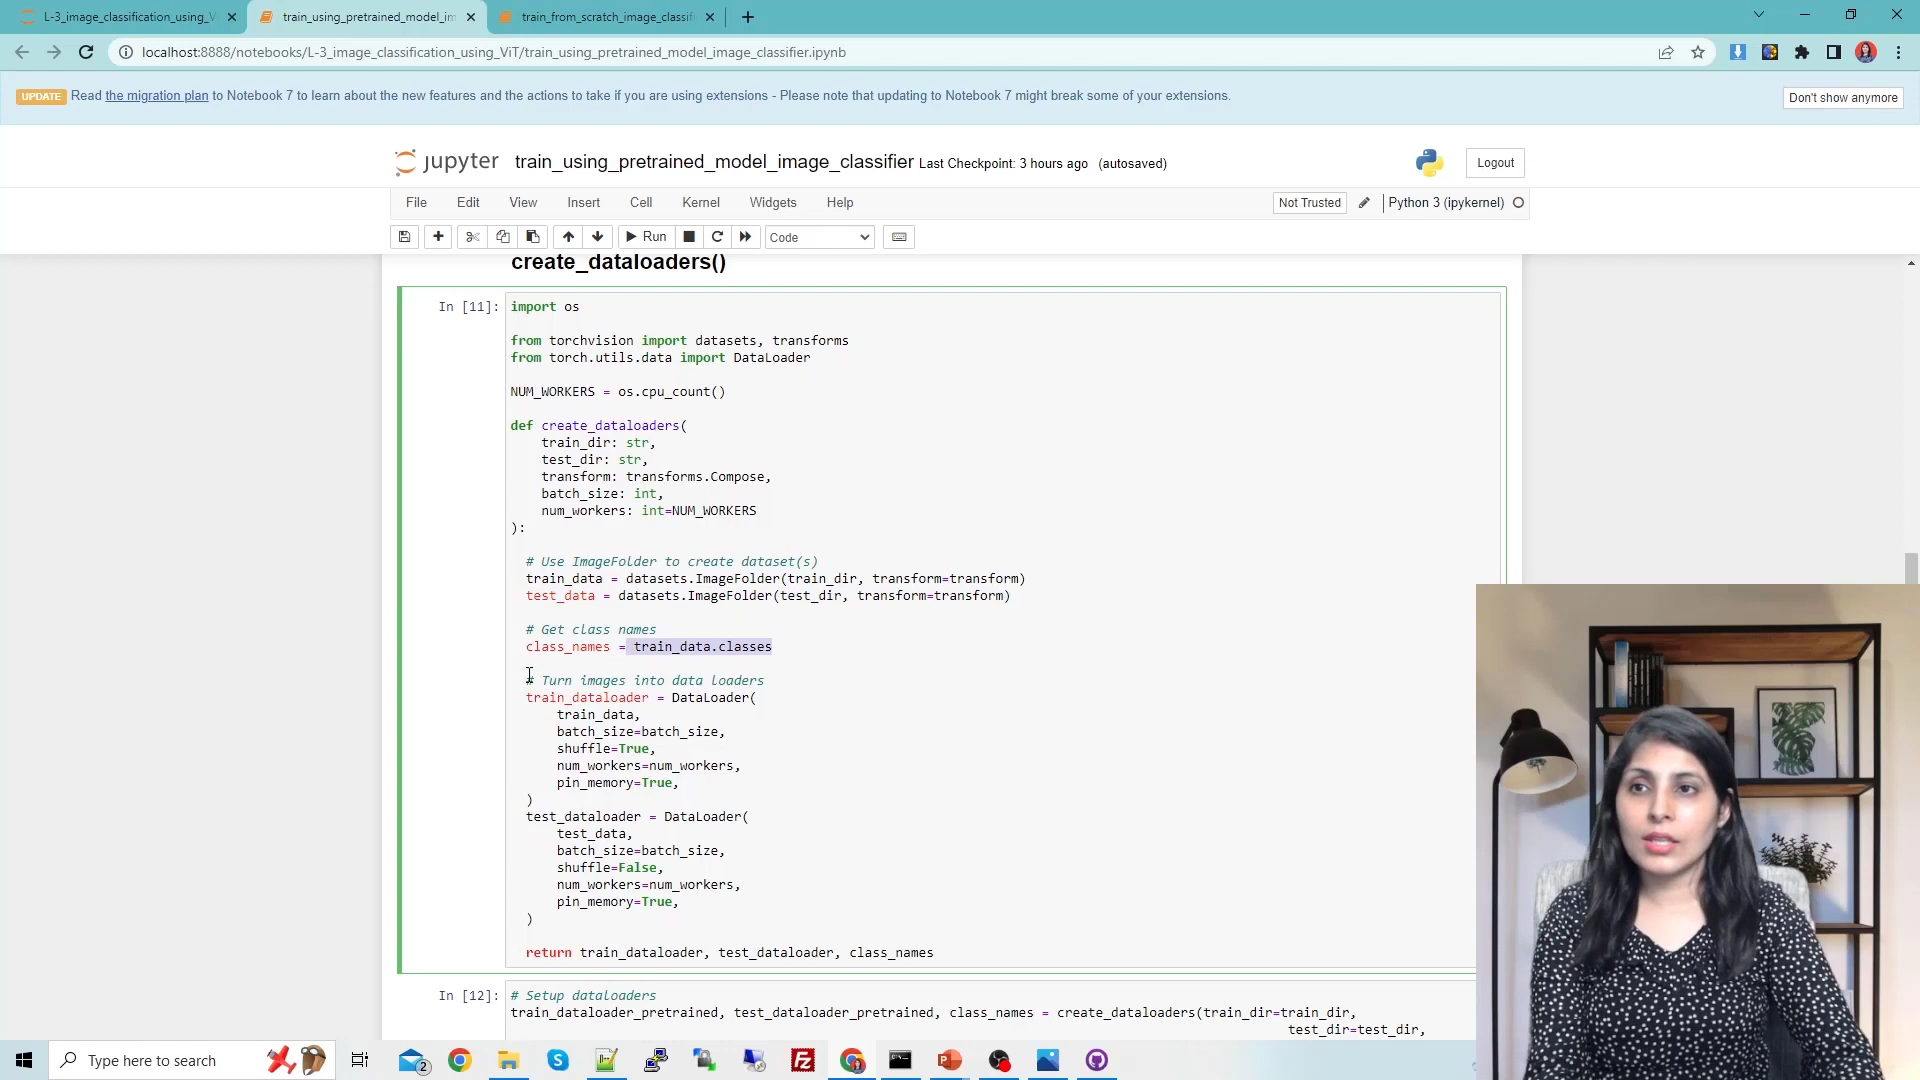 L-3_image_classification_using_V
train_using_pretrained_model_im
train_from_scratch_image_classifi
localhost:8888/notebooks/L-3_image_classification_using_ViT/train_using_pretrained_model_image_classifier.ipynb
UPDATE Read the migration plan to Notebook 7 to learn about the new features and the actions to take if you are using extensions - Please note that updating to Notebook 7 might break some of your extensions.
Don't show anymore
jupyter train_using_pretrained_model_image_classifier Last Checkpoint: 3 hours ago (autosaved)
Logout
File Edit View Insert Cell Kernel Widgets Help
Not Trusted
Python 3 (ipykernel)
Run
Code
create_dataloaders()
In [11]: import os
from torchvision import datasets, transforms
from torch.utils.data import DataLoader
NUM_WORKERS = os.cpu_count()
def create_dataloaders(
train_dir: str,
test_dir: str,
transform: transforms.Compose,
batch_size: int,
num_workers: int=NUM_WORKERS
):
# Use ImageFolder to create dataset(s)
train_data = datasets.ImageFolder(train_dir, transform=transform)
test_data = datasets.ImageFolder(test_dir, transform=transform)
# Get class names
class_names = train_data.classes
# Turn images into data loaders
train_dataloader = DataLoader(
train_data,
batch_size=batch_size,
shuffle=True,
num_workers=num_workers,
pin_memory=True,
)
test_dataloader = DataLoader(
test_data,
batch_size=batch_size,
shuffle=False,
num_workers=num_workers,
pin_memory=True,
)
return train_dataloader, test_dataloader, class_names
In [12]: # Setup dataloaders
train_dataloader_pretrained, test_dataloader_pretrained, class_names = create_dataloaders(train_dir=train_dir,
test_dir=test_dir,
Type here to search
2